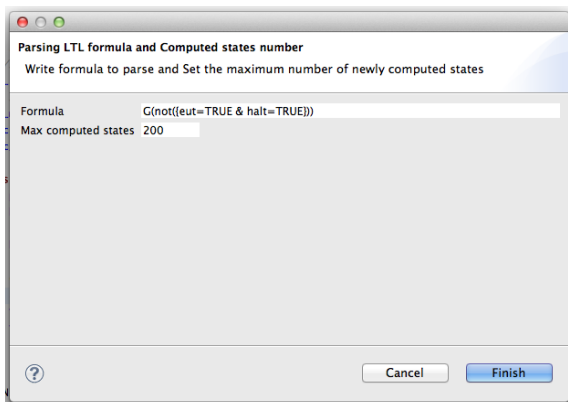 Parsing LTL formula and Computed states number
Write formula to parse and Set the maximum number of newly computed states
Formula G(not({eut=TRUE & halt=TRUE}))
Max computed states 200
? Cancel Finish